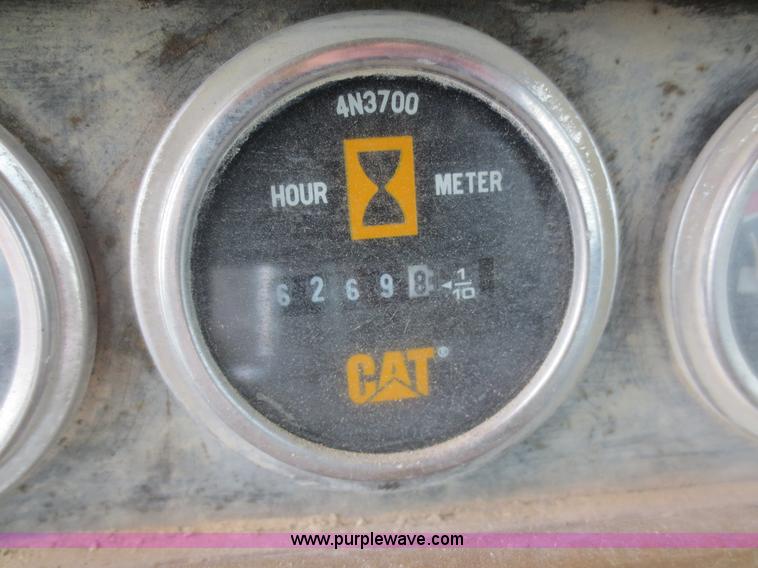 4N3700
HOUR METER
6 2 6 9 8 1/10
CAT®
www.purplewave.com